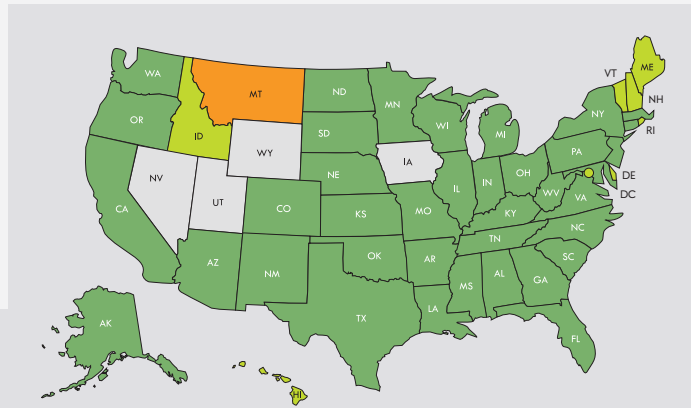 WA
MT
ND
MN
VT
ME
NH
OR
ID
SD
WI
MI
NY
RI
WY
IA
PA
NE
NV
UT
IL
IN
OH
DE
DC
CO
KS
MO
WV
VA
KY
CA
NC
TN
AZ
NM
OK
AR
SC
MS
AL
GA
LA
TX
AK
FL
HI